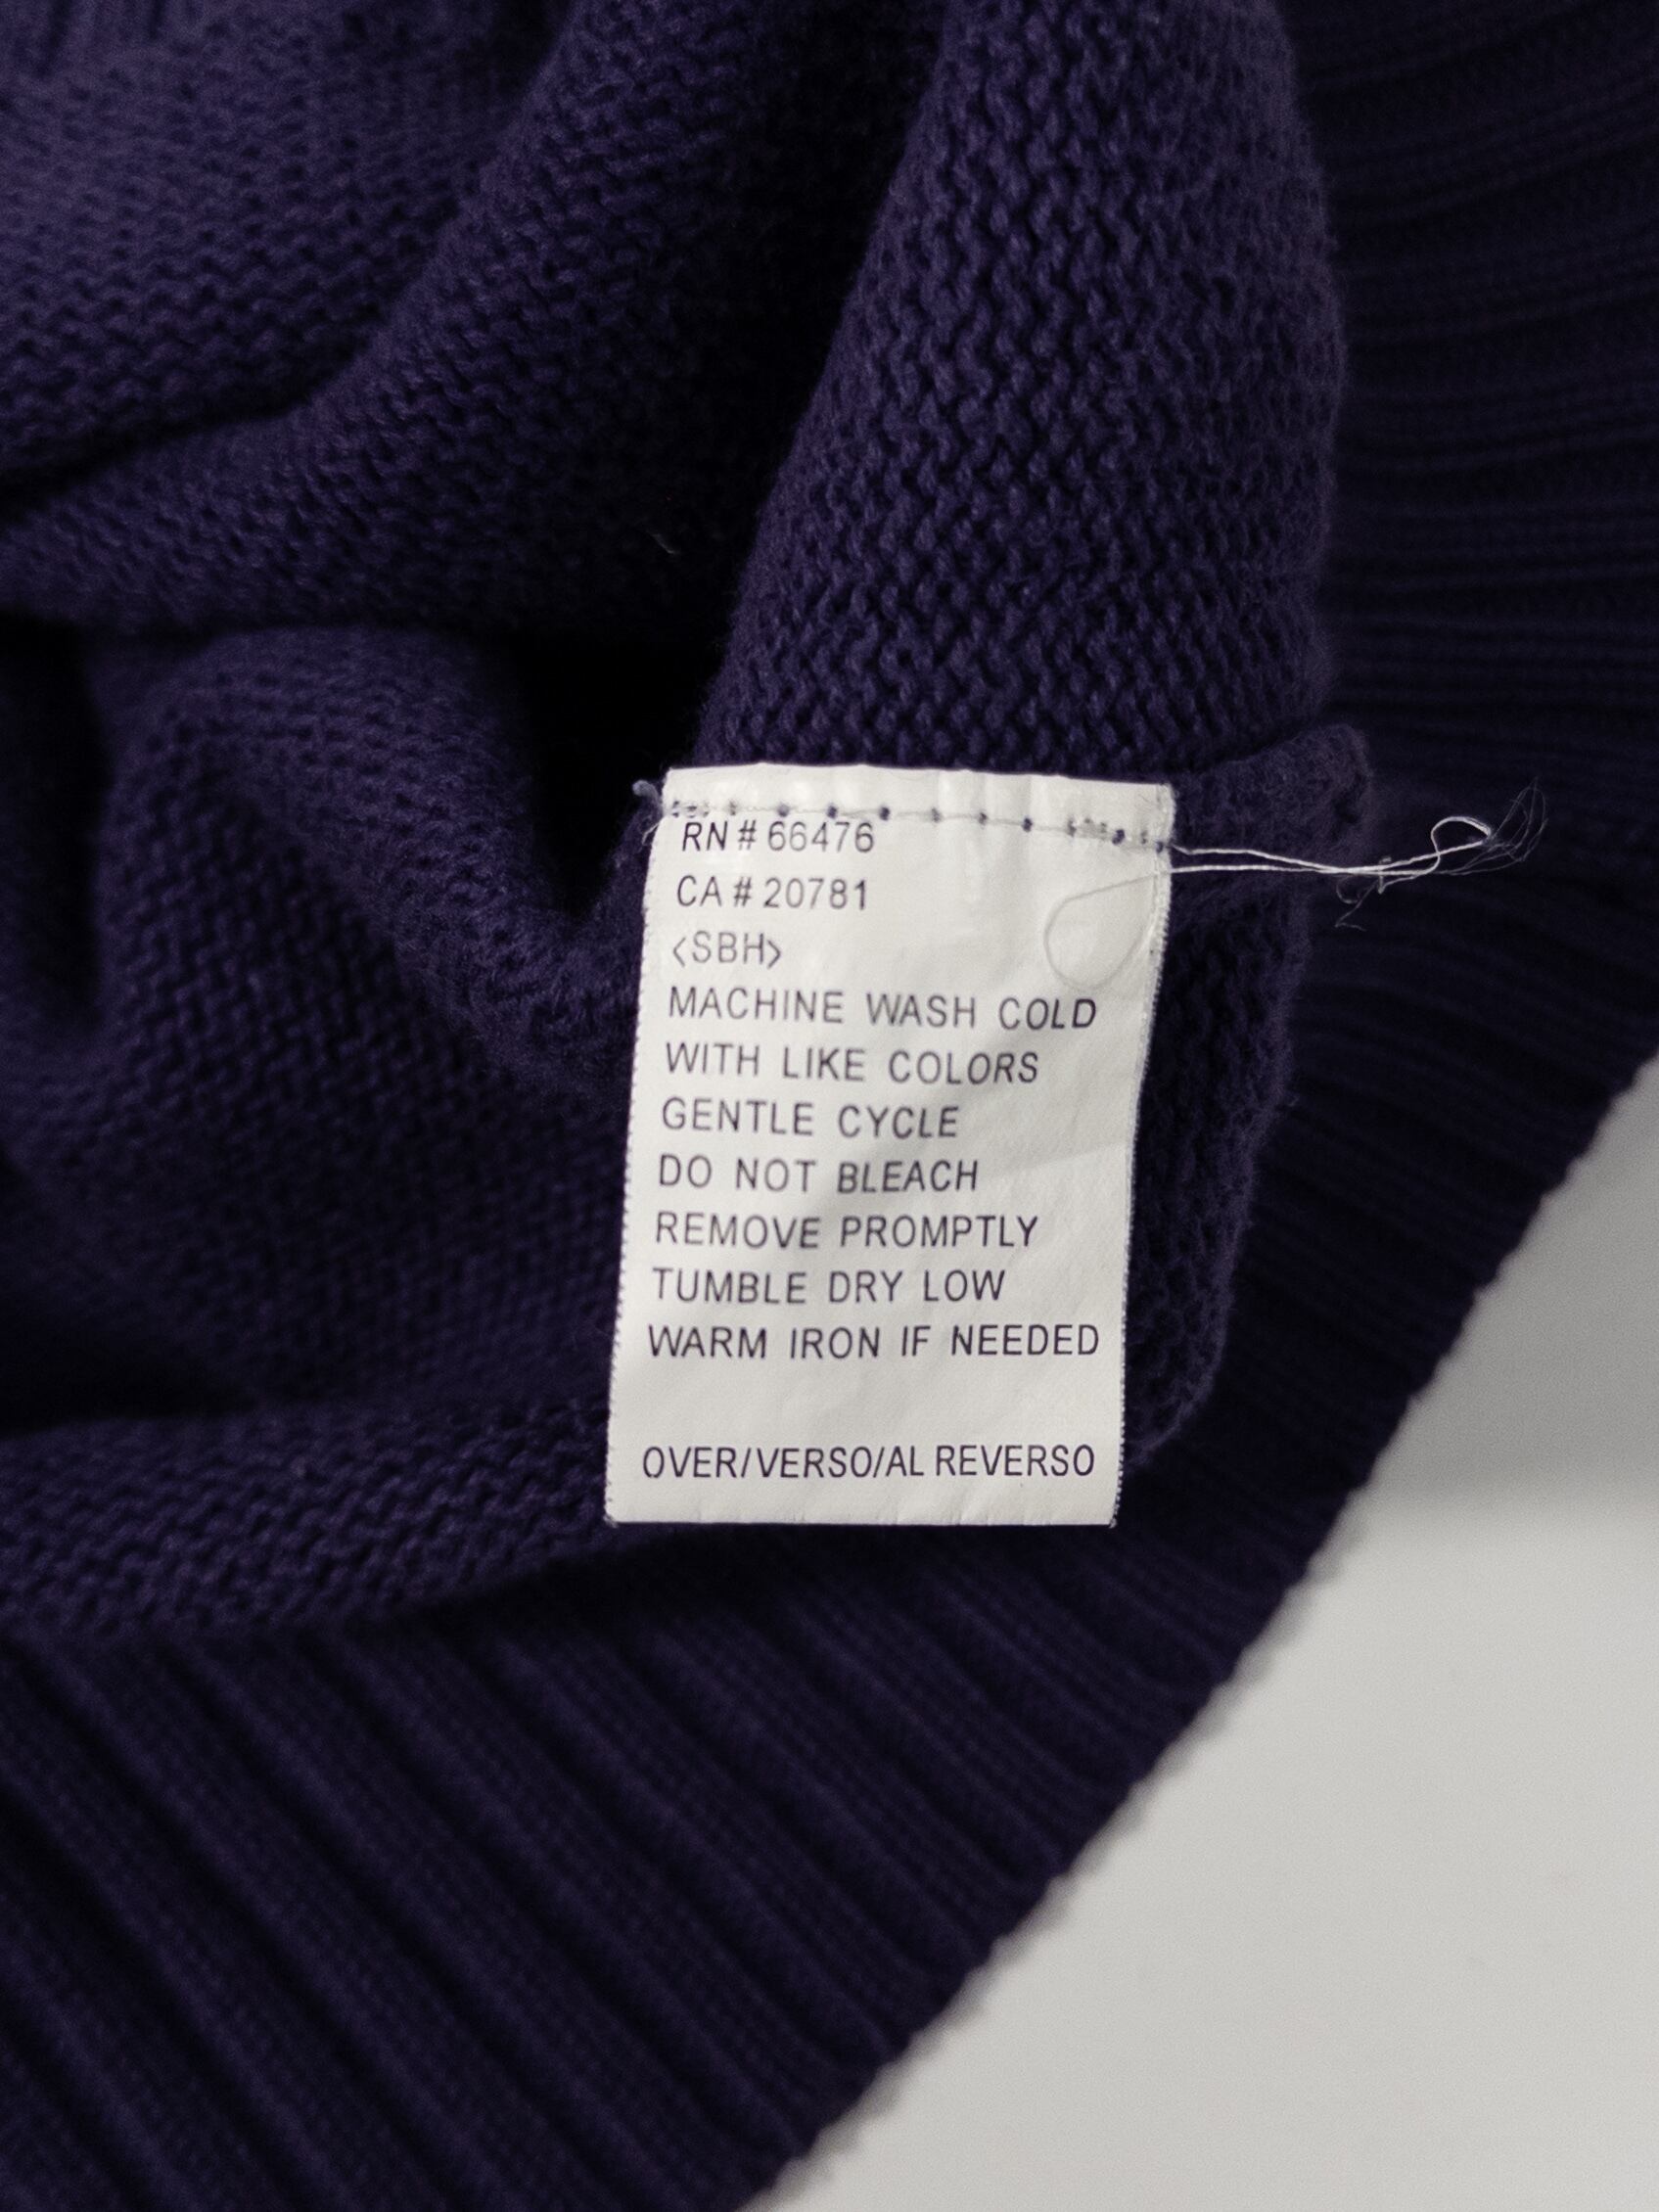 RN # 66476
CA # 20781
<SBH>
MACHINE WASH COLD
WITH LIKE COLORS
GENTLE CYCLE
DO NOT BLEACH
REMOVE PROMPTLY
TUMBLE DRY LOW
WARM IRON IF NEEDED
OVER/VERSO/AL REVERSO